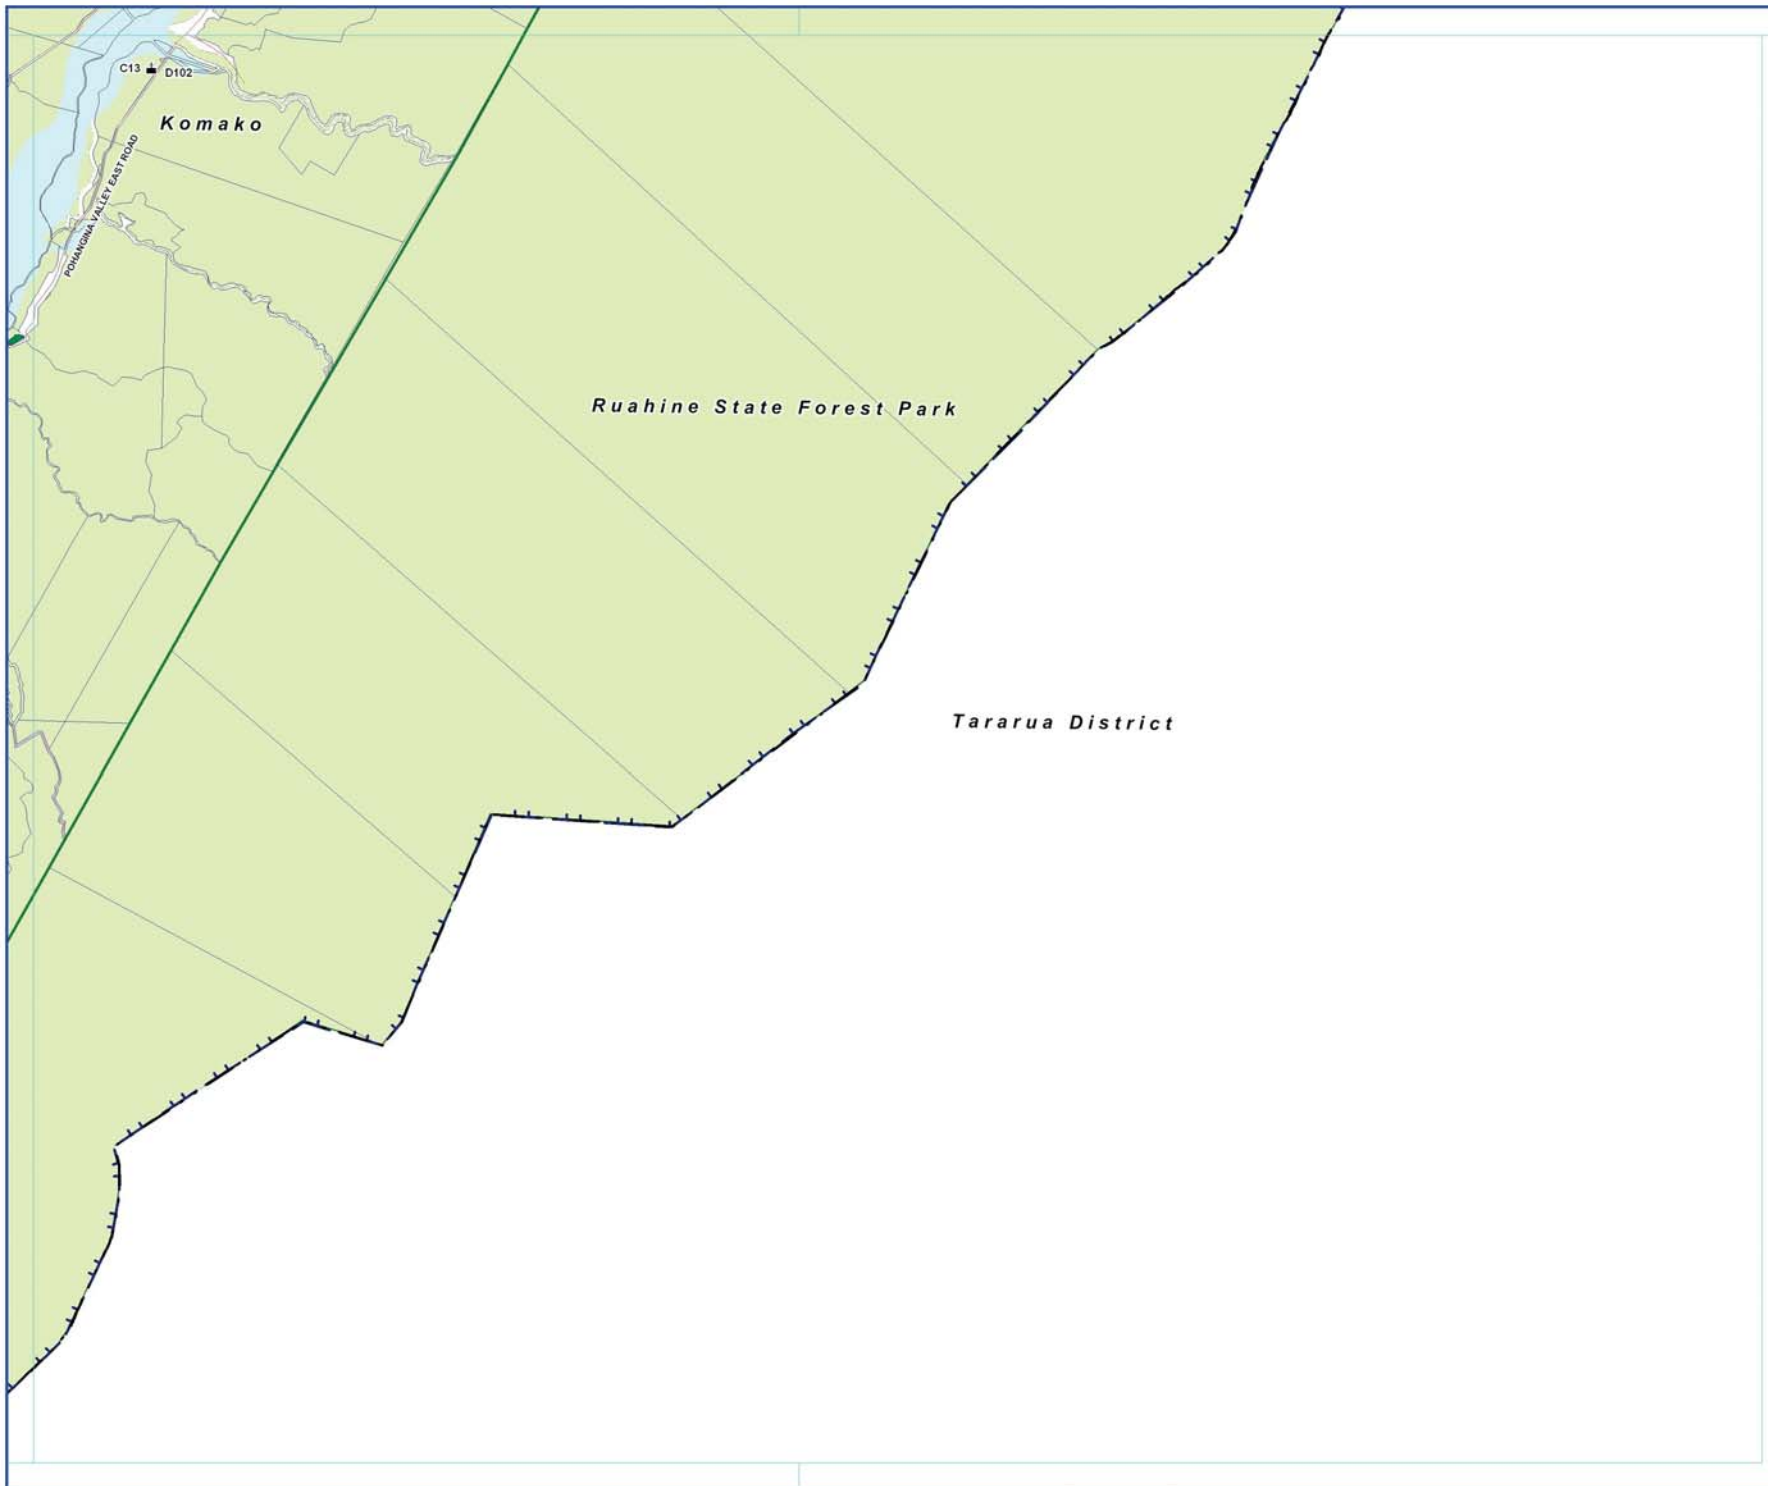 C13 D102
Komako
POHANGINA VALLEY EAST ROAD
Ruahine State Forest Park
Tararua District